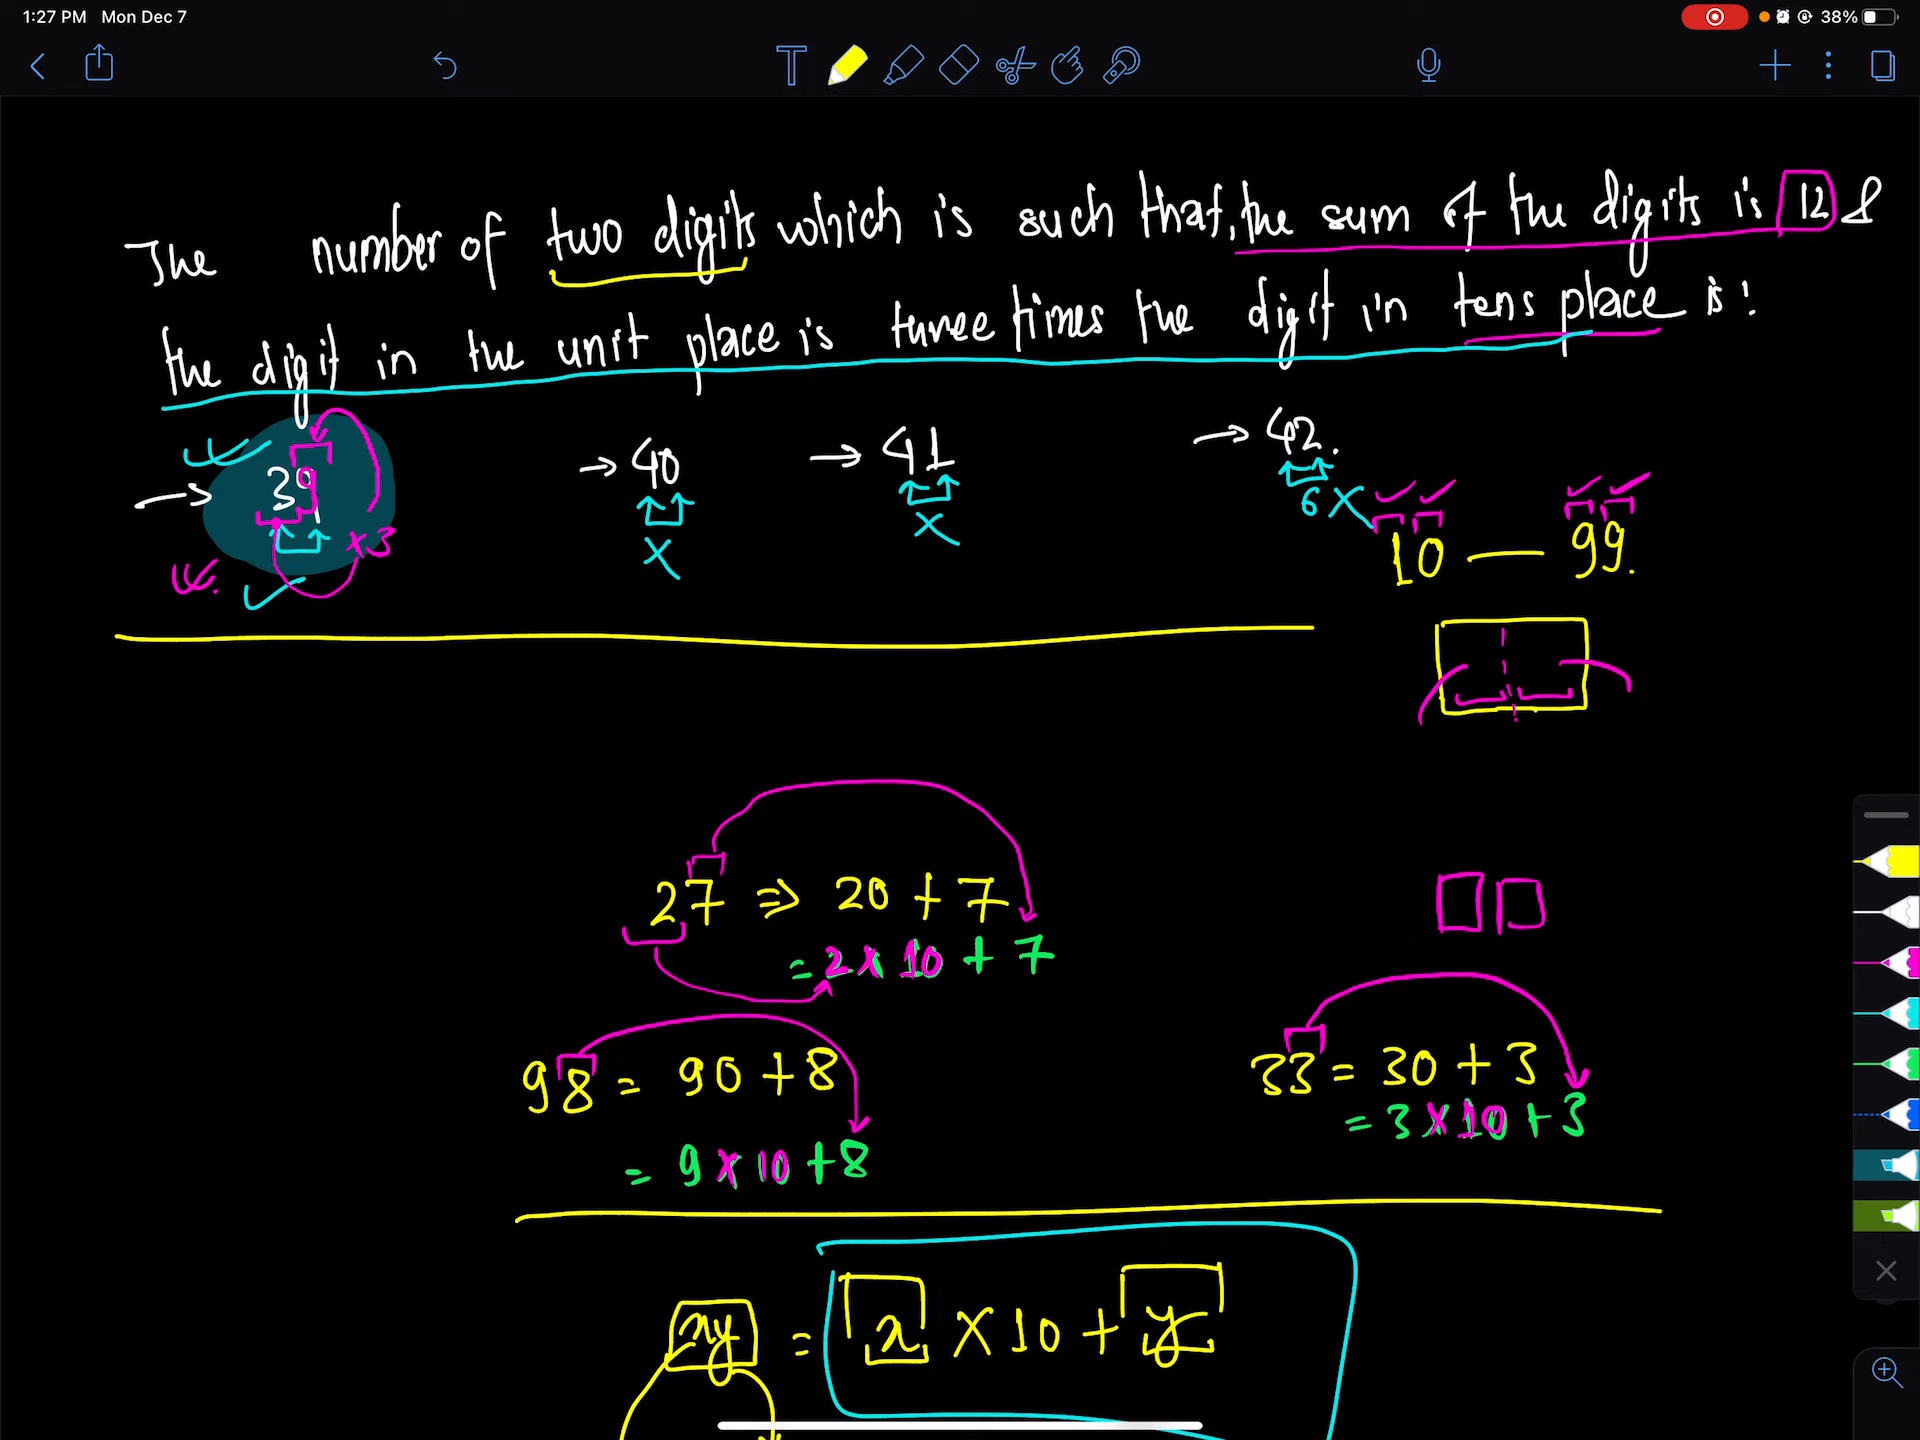 1:27 PM Mon Dec 7 38%
The number of two digits which is such that, the sum of the digits is 12 &
the digit in the unit place is three times the digit in tens place is:
→ 39 → 40 → 41 → 42.
×3 X X 6 X
10 — 99.
27 ⇒ 20 + 7
= 2 × 10 + 7
98 = 90 + 8 33 = 30 + 3
= 9 × 10 + 8 = 3 × 10 + 3
xy = x × 10 + y